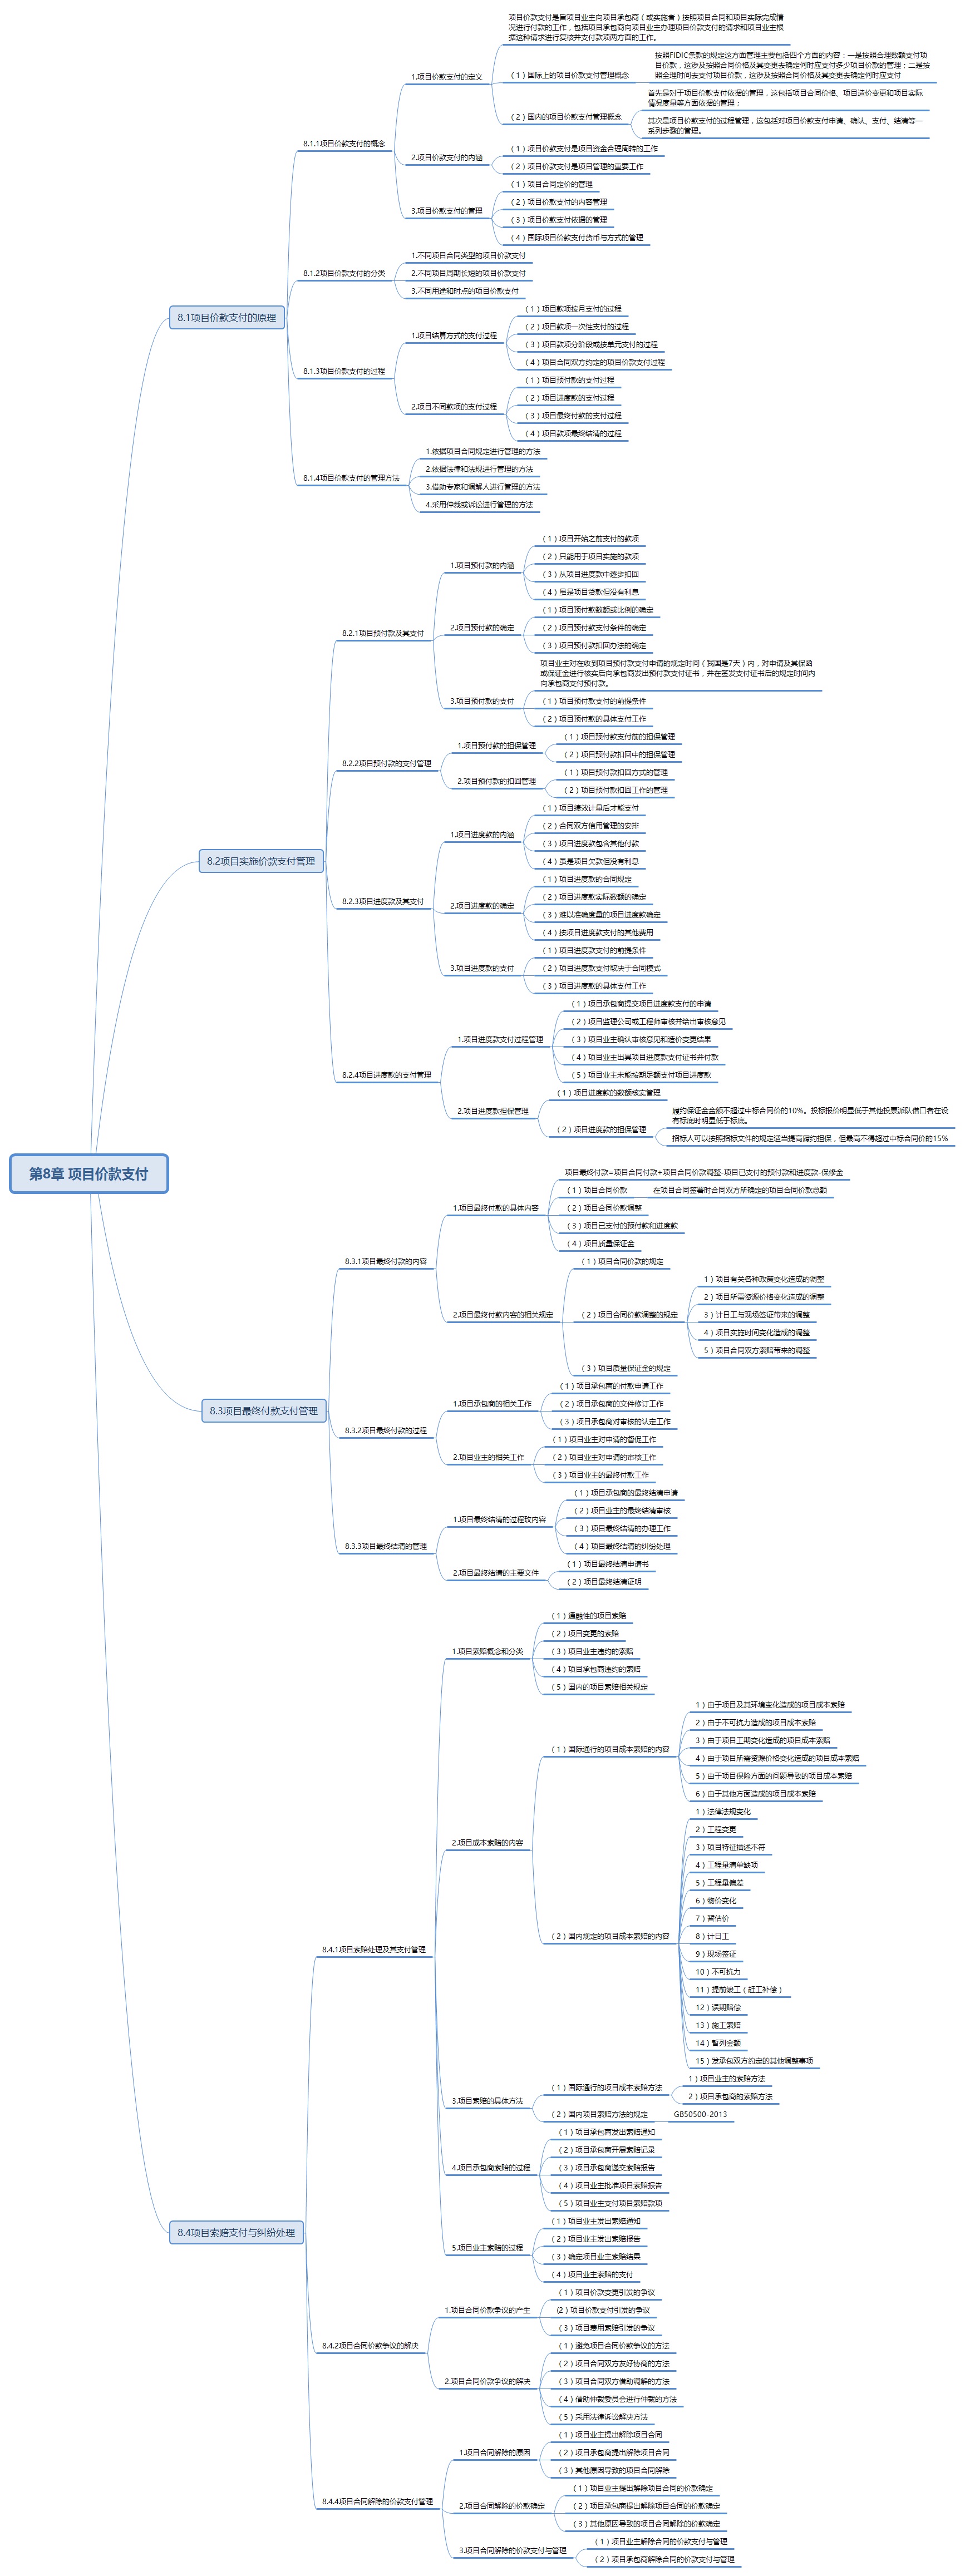 第8章 项目价款支付
8.1项目价款支付的原理
8.1.1项目价款支付的概念
1.项目价款支付的定义
项目价款支付是旨项目业主向项目承包商（或实施者）按照项目合同和项目实际完成情
况进行付款的工作，包括项目承包商向项目业主办理项目价款支付的请求和项目业主根
据这种请求进行复核并支付款项两方面的工作。
（1）国际上的项目价款支付管理概念
按照FIDIC条款的规定这方面管理主要包括四个方面的内容：一是按照合理数额支付项
目价款，这涉及按照合同价格及其变更去确定何时应支付多少项目价款的管理；二是按
照全理时间去支付项目价款，这涉及按照合同价格及其变更去确定何时应支付
（2）国内的项目价款支付管理概念
首先是对于项目价款支付依据的管理，这包括项目合同价格、项目造价变更和项目实际
情况度量等方面依据的管理；
其次是项目价款支付的过程管理，这包括对项目价款支付申请、确认、支付、结清等一
系列步骤的管理。
2.项目价款支付的内涵
（1）项目价款支付是项目资金合理周转的工作
（2）项目价款支付是项目管理的重要工作
3.项目价款支付的管理
（1）项目合同定价的管理
（2）项目价款支付的内容管理
（3）项目价款支付依据的管理
（4）国际项目价款支付货币与方式的管理
8.1.2项目价款支付的分类
1.不同项目合同类型的项目价款支付
2.不同项目周期长短的项目价款支付
3.不同用途和时点的项目价款支付
8.1.3项目价款支付的过程
1.项目结算方式的支付过程
（1）项目款项按月支付的过程
（2）项目款项一次性支付的过程
（3）项目款项分阶段或按单元支付的过程
（4）项目合同双方约定的项目价款支付过程
2.项目不同款项的支付过程
（1）项目预付款的支付过程
（2）项目进度款的支付过程
（3）项目最终付款的支付过程
（4）项目款项最终结清的过程
8.1.4项目价款支付的管理方法
1.依据项目合同规定进行管理的方法
2.依据法律和法规进行管理的方法
3.借助专家和调解人进行管理的方法
4.采用仲裁或诉讼进行管理的方法
8.2项目实施价款支付管理
8.2.1项目预付款及其支付
1.项目预付款的内涵
（1）项目开始之前支付的款项
（2）只能用于项目实施的款项
（3）从项目进度款中逐步扣回
（4）虽是项目贷款但没有利息
2.项目预付款的确定
（1）项目预付款数额或比例的确定
（2）项目预付款支付条件的确定
（3）项目预付款扣回办法的确定
3.项目预付款的支付
项目业主对在收到项目预付款支付申请的规定时间（我国是7天）内，对申请及其保函
或保证金进行核实后向承包商发出预付款支付证书，并在签发支付证书后的规定时间内
向承包商支付预付款。
（1）项目预付款支付的前提条件
（2）项目预付款的具体支付工作
8.2.2项目预付款的支付管理
1.项目预付款的担保管理
（1）项目预付款支付前的担保管理
（2）项目预付款扣回中的担保管理
2.项目预付款的扣回管理
（1）项目预付款扣回方式的管理
（2）项目预付款扣回工作的管理
8.2.3项目进度款及其支付
1.项目进度款的内涵
（1）项目绩效计量后才能支付
（2）合同双方信用管理的安排
（3）项目进度款包含其他付款
（4）虽是项目欠款但没有利息
2.项目进度款的确定
（1）项目进度款的合同规定
（2）项目进度款实际数额的确定
（3）难以准确度量的项目进度款确定
（4）按项目进度款支付的其他费用
3.项目进度款的支付
（1）项目进度款支付的前提条件
（2）项目进度款支付取决于合同模式
（3）项目进度款的具体支付工作
8.2.4项目进度款的支付管理
1.项目进度款支付过程管理
（1）项目承包商提交项目进度款支付的申请
（2）项目监理公司或工程师审核并给出审核意见
（3）项目业主确认审核意见和造价变更结果
（4）项目业主出具项目进度款支付证书并付款
（5）项目业主未能按期足额支付项目进度款
2.项目进度款担保管理
（1）项目进度款的数额核实管理
（2）项目进度款的担保管理
履约保证金金额不超过中标合同价的10%。投标报价明显低于其他投票派队借口者在设
有标底时明显低于标底。
招标人可以按照招标文件的规定适当提高履约担保，但最高不得超过中标合同价的15%
8.3项目最终付款支付管理
8.3.1项目最终付款的内容
1.项目最终付款的具体内容
项目最终付款=项目合同付款+项目合同价款调整-项目已支付的预付款和进度款-保修金
（1）项目合同价款
在项目合同签署时合同双方所确定的项目合同价款总额
（2）项目合同价款调整
（3）项目已支付的预付款和进度款
（4）项目质量保证金
2.项目最终付款内容的相关规定
（1）项目合同价款的规定
（2）项目合同价款调整的规定
1）项目有关各种政策变化造成的调整
2）项目所需资源价格变化造成的调整
3）计日工与现场签证带来的调整
4）项目实施时间变化造成的调整
5）项目合同双方索赔带来的调整
（3）项目质量保证金的规定
8.3.2项目最终付款的过程
1.项目承包商的相关工作
（1）项目承包商的付款申请工作
（2）项目承包商的文件修订工作
（3）项目承包商对审核的认定工作
2.项目业主的相关工作
（1）项目业主对申请的督促工作
（2）项目业主对申请的审核工作
（3）项目业主的最终付款工作
8.3.3项目最终结清的管理
1.项目最终结清的过程玫内容
（1）项目承包商的最终结清申请
（2）项目业主的最终结清审核
（3）项目最终结清的办理工作
（4）项目最终结清的纠纷处理
2.项目最终结清的主要文件
（1）项目最终结清申请书
（2）项目最终结清证明
8.4项目索赔支付与纠纷处理
8.4.1项目索赔处理及其支付管理
1.项目索赔概念和分类
（1）通融性的项目索赔
（2）项目变更的索赔
（3）项目业主违约的索赔
（4）项目承包商违约的索赔
（5）国内的项目索赔相关规定
2.项目成本索赔的内容
（1）国际通行的项目成本索赔的内容
1）由于项目及其环境变化造成的项目成本索赔
2）由于不可抗力造成的项目成本索赔
3）由于项目工期变化造成的项目成本索赔
4）由于项目所需资源价格变化造成的项目成本索赔
5）由于项目保险方面的问题导致的项目成本索赔
6）由于其他方面造成的项目成本索赔
（2）国内规定的项目成本索赔的内容
1）法律法规变化
2）工程变更
3）项目特征描述不符
4）工程量清单缺项
5）工程量偏差
6）物价变化
7）暂估价
8）计日工
9）现场签证
10）不可抗力
11）提前竣工（赶工补偿）
12）误期赔偿
13）施工索赔
14）暂列金额
15）发承包双方约定的其他调整事项
3.项目索赔的具体方法
（1）国际通行的项目成本索赔方法
1）项目业主的索赔方法
2）项目承包商的索赔方法
（2）国内项目索赔方法的规定
GB50500-2013
4.项目承包商索赔的过程
（1）项目承包商发出索赔通知
（2）项目承包商开展索赔记录
（3）项目承包商递交索赔报告
（4）项目业主批准项目索赔报告
（5）项目业主支付项目索赔款项
5.项目业主索赔的过程
（1）项目业主发出索赔通知
（2）项目业主发出索赔报告
（3）确定项目业主索赔结果
（4）项目业主索赔的支付
8.4.2项目合同价款争议的解决
1.项目合同价款争议的产生
（1）项目价款变更引发的争议
(2）项目价款支付引发的争议
（3）项目费用索赔引发的争议
2.项目合同价款争议的解决
（1）避免项目合同价款争议的方法
（2）项目合同双方友好协商的方法
（3）项目合同双方借助调解的方法
（4）借助仲裁委员会进行仲裁的方法
（5）采用法律诉讼解决方法
8.4.4项目合同解除的价款支付管理
1.项目合同解除的原因
（1）项目业主提出解除项目合同
（2）项目承包商提出解除项目合同
（3）其他原因导致的项目合同解除
2.项目合同解除的价款确定
（1）项目业主提出解除项目合同的价款确定
（2）项目承包商提出解除项目合同的价款确定
（3）其他原因导致的项目合同解除的价款确定
3.项目合同解除的价款支付与管理
（1）项目业主解除合同的价款支付与管理
（2）项目承包商解除合同的价款支付与管理